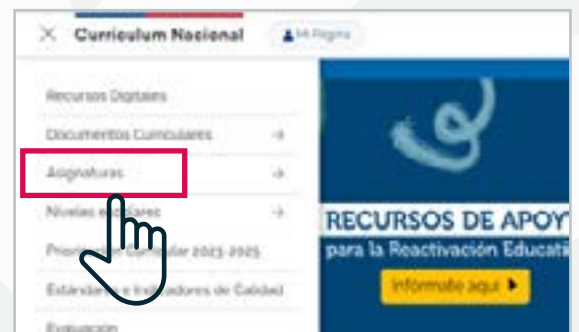 Curriculum Nacional
Mi Página
Recursos Digitales
Documentos Curriculares
Asignaturas
Niveles escolares
Priorización Curricular 2023-2025
Estándares e Indicadores de Calidad
Evaluación
RECURSOS DE APOY
para la Reactivación Educati
Infórmate aquí